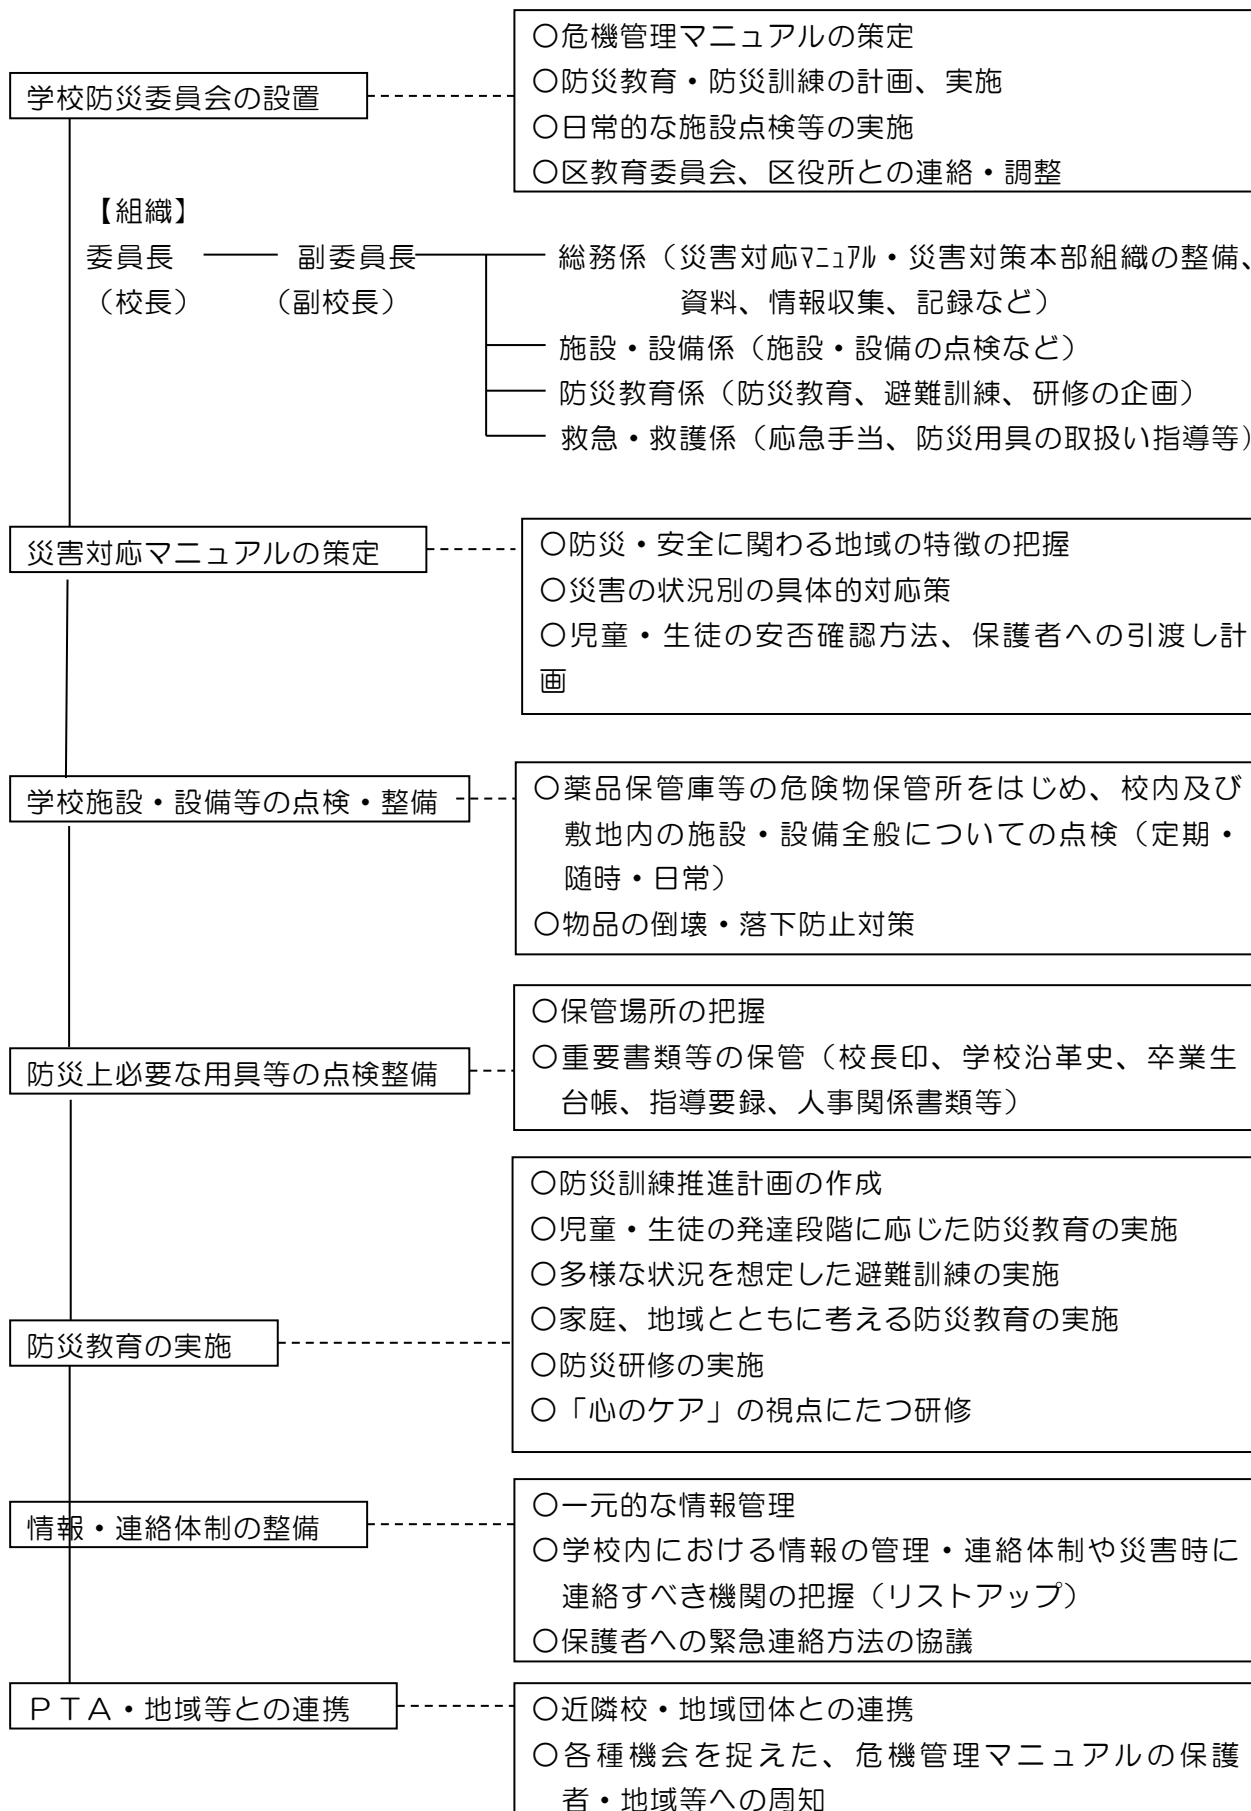 学校防災委員会の設置
○危機管理マニュアルの策定
○防災教育・防災訓練の計画、実施
○日常的な施設点検等の実施
○区教育委員会、区役所との連絡・調整
【組織】
委員長 副委員長 総務係（災害対応ﾏﾆｭｱﾙ・災害対策本部組織の整備、
（校長） （副校長） 資料、情報収集、記録など）
施設・設備係（施設・設備の点検など）
防災教育係（防災教育、避難訓練、研修の企画）
救急・救護係（応急手当、防災用具の取扱い指導等）
災害対応マニュアルの策定
○防災・安全に関わる地域の特徴の把握
○災害の状況別の具体的対応策
○児童・生徒の安否確認方法、保護者への引渡し計
画
学校施設・設備等の点検・整備
○薬品保管庫等の危険物保管所をはじめ、校内及び
敷地内の施設・設備全般についての点検（定期・
随時・日常）
○物品の倒壊・落下防止対策
防災上必要な用具等の点検整備
○保管場所の把握
○重要書類等の保管（校長印、学校沿革史、卒業生
台帳、指導要録、人事関係書類等）
防災教育の実施
○防災訓練推進計画の作成
○児童・生徒の発達段階に応じた防災教育の実施
○多様な状況を想定した避難訓練の実施
○家庭、地域とともに考える防災教育の実施
○防災研修の実施
○「心のケア」の視点にたつ研修
情報・連絡体制の整備
○一元的な情報管理
○学校内における情報の管理・連絡体制や災害時に
連絡すべき機関の把握（リストアップ）
○保護者への緊急連絡方法の協議
ＰＴＡ・地域等との連携
○近隣校・地域団体との連携
○各種機会を捉えた、危機管理マニュアルの保護
者・地域等への周知